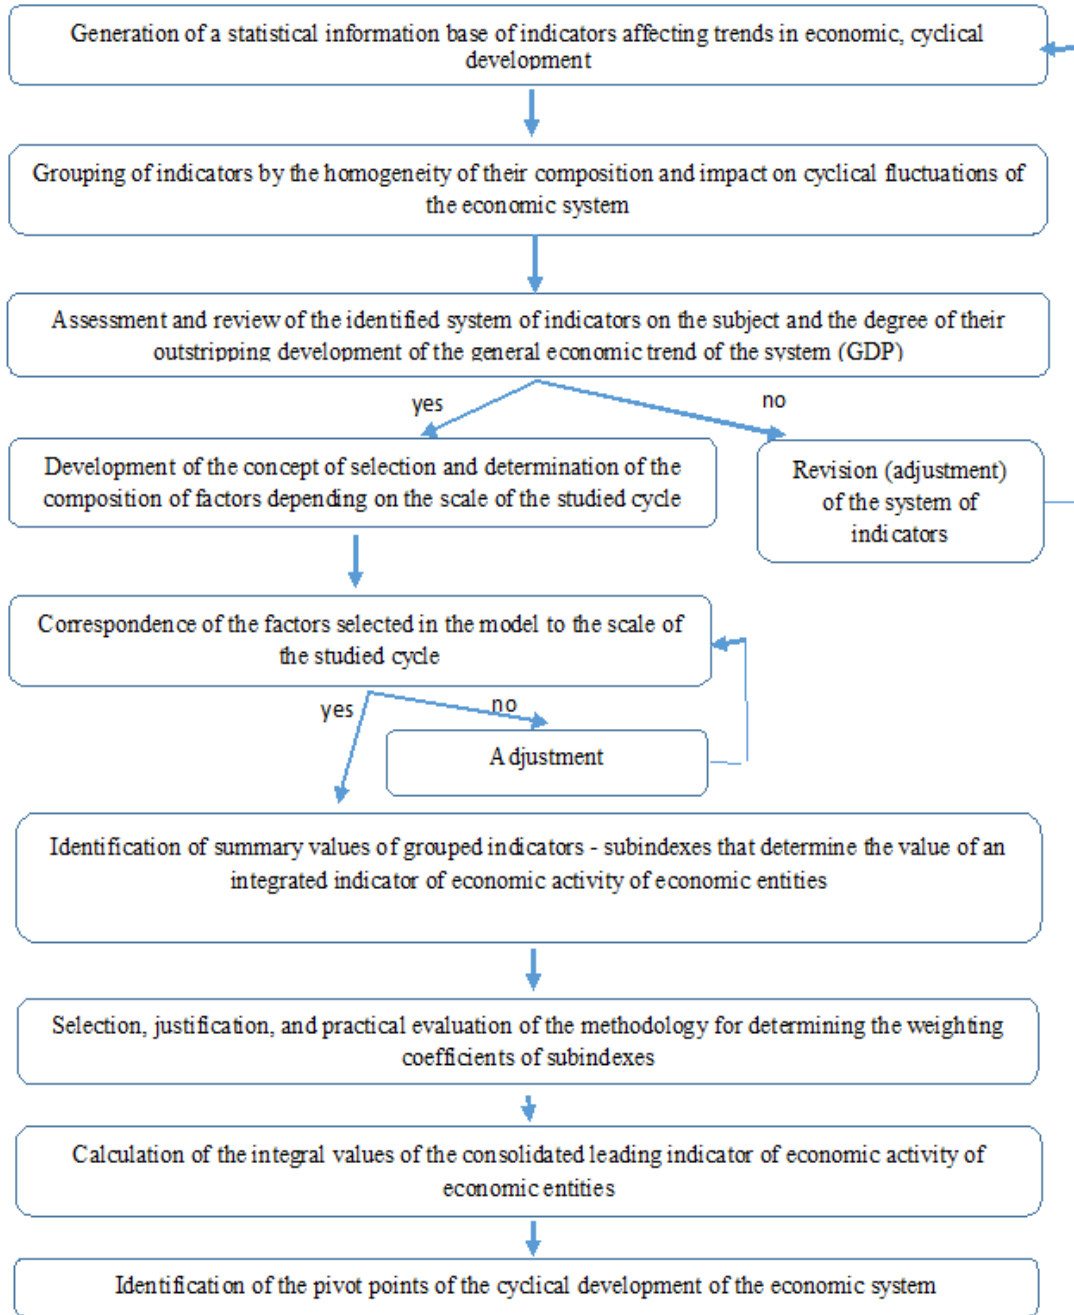 Generation of a statistical information base of indicators affecting trends in economic, cyclical
development
Grouping of indicators by the homogeneity of their composition and impact on cyclical fluctuations of
the economic system
Assessment and review of the identified system of indicators on the subject and the degree of their
outstripping development of the general economic trend of the system (GDP)
yes
no
Development of the concept of selection and determination of the
composition of factors depending on the scale of the studied cycle
Revision (adjustment)
of the system of
indicators
Correspondence of the factors selected in the model to the scale of
the studied cycle
yes
no
Adjustment
Identification of summary values of grouped indicators - subindexes that determine the value of an
integrated indicator of economic activity of economic entities
Selection, justification, and practical evaluation of the methodology for determining the weighting
coefficients of subindexes
Calculation of the integral values of the consolidated leading indicator of economic activity of
economic entities
Identification of the pivot points of the cyclical development of the economic system